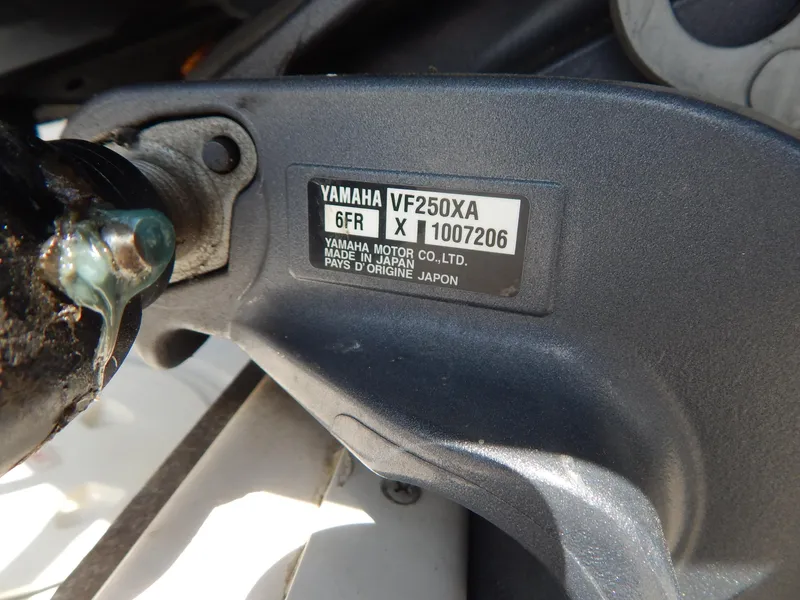 YAMAHA VF250XA
6FR X 1007206
YAMAHA MOTOR CO.,LTD.
MADE IN JAPAN
PAYS D'ORIGINE JAPON